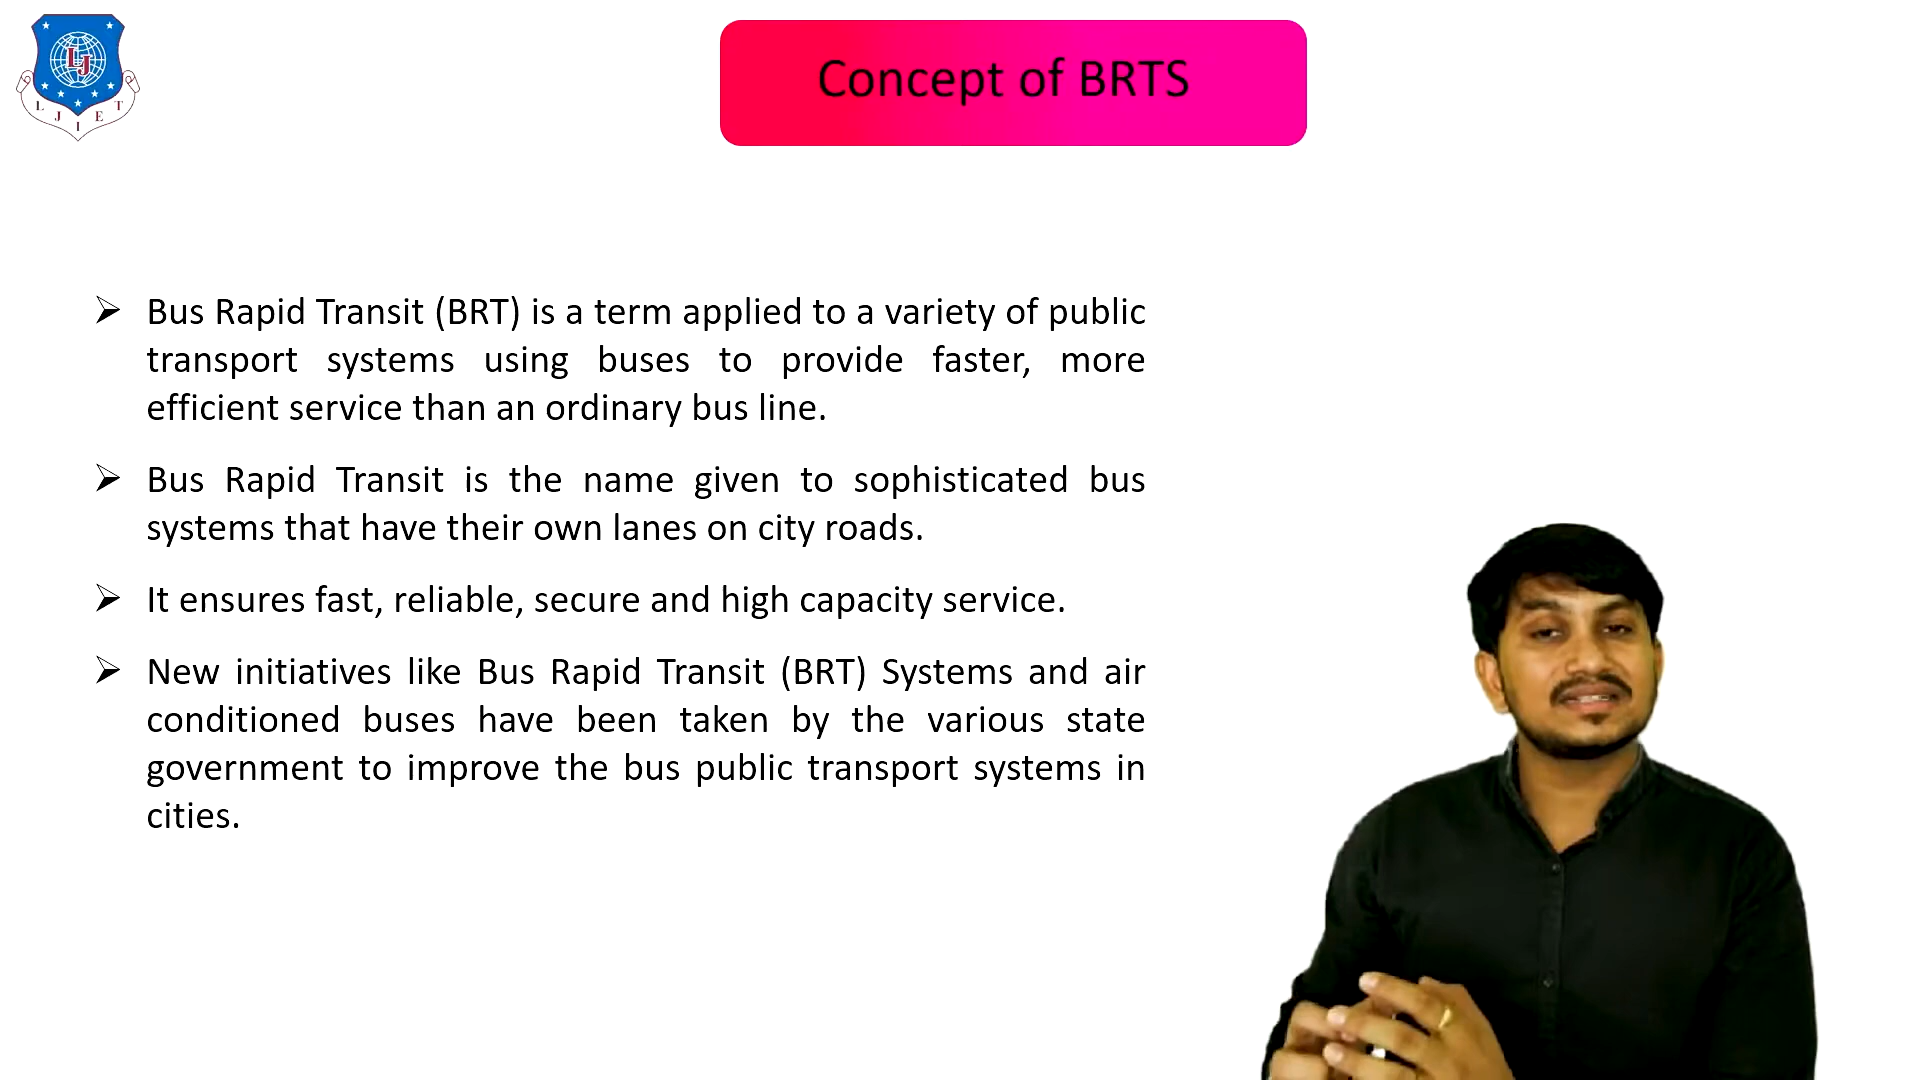 LJ
L J I E T
Concept of BRTS
Bus Rapid Transit (BRT) is a term applied to a variety of public
transport systems using buses to provide faster, more
efficient service than an ordinary bus line.
Bus Rapid Transit is the name given to sophisticated bus
systems that have their own lanes on city roads.
It ensures fast, reliable, secure and high capacity service.
New initiatives like Bus Rapid Transit (BRT) Systems and air
conditioned buses have been taken by the various state
government to improve the bus public transport systems in
cities.